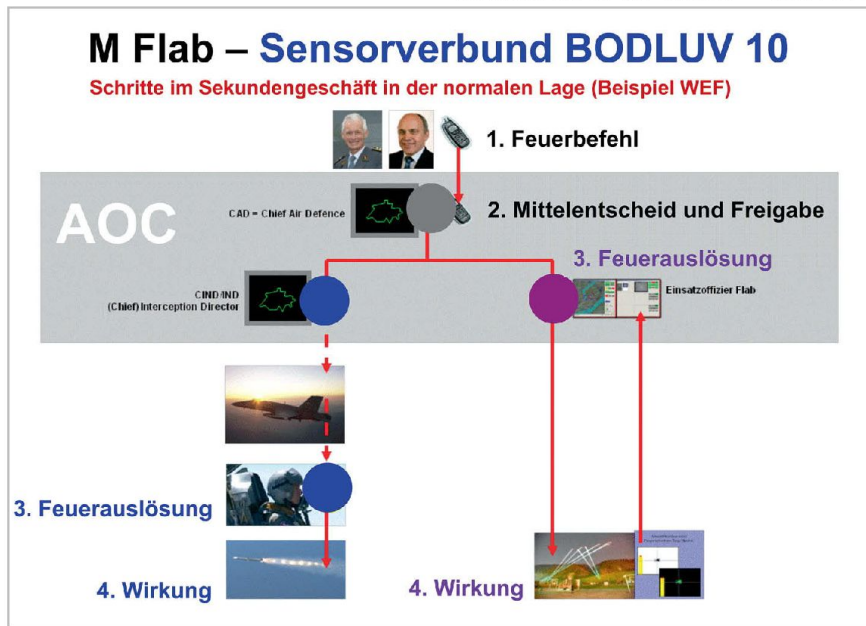 M Flab – Sensorverbund BODLUV 10
Schritte im Sekundengeschäft in der normalen Lage (Beispiel WEF)
1. Feuerbefehl
AOC
CAD = Chief Air Defence
2. Mittelentscheid und Freigabe
3. Feuerauslösung
CIND/IND
(Chief) Interception Director
Einsatzoffizier Flab
3. Feuerauslösung
4. Wirkung
4. Wirkung